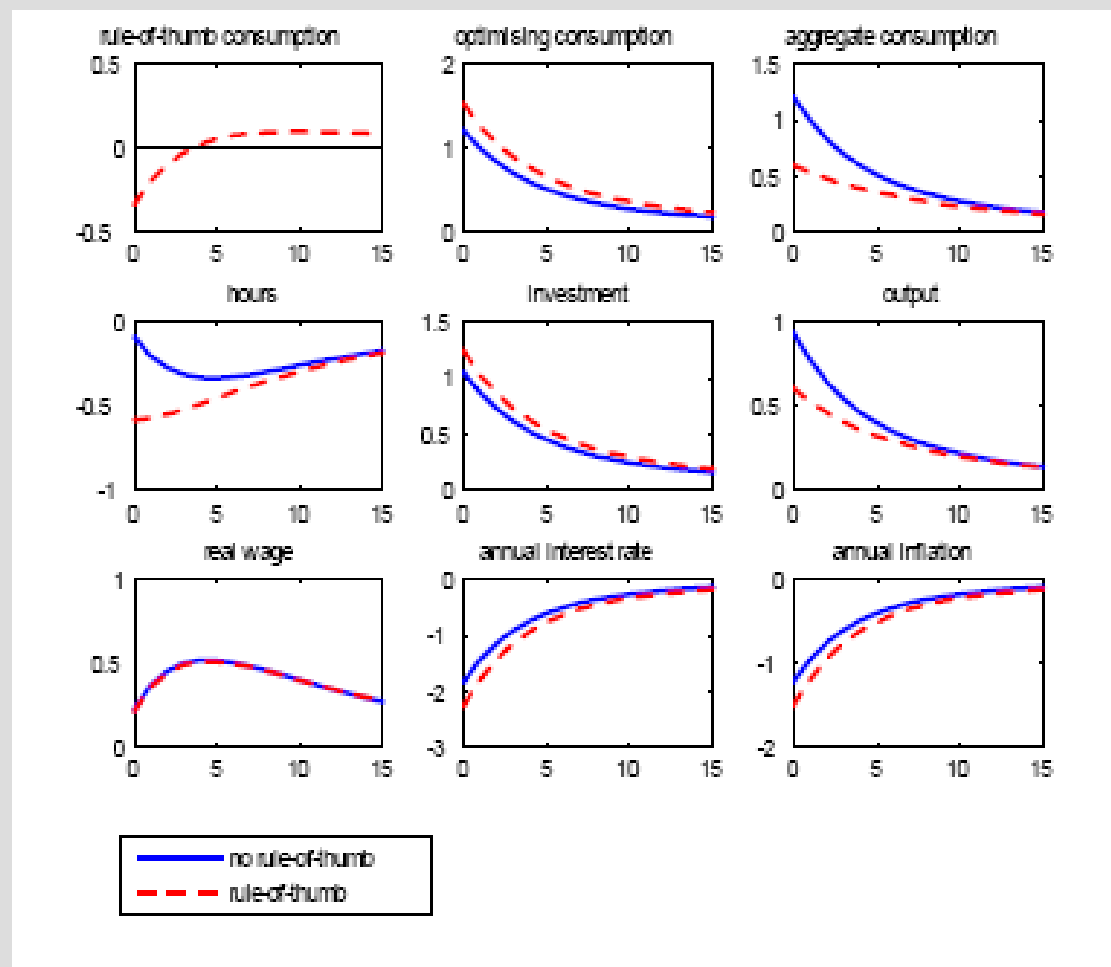 rule-of-thumb consumption
optimising consumption
aggregate consumption
0.5
0
-0.5
0 5 10 15
2
1
0
0 5 10 15
1.5
1
0.5
0
0 5 10 15
hours
investment
output
0
-0.5
-1
0 5 10 15
1.5
1
0.5
0
0 5 10 15
1
0.5
0
0 5 10 15
real wage
annual interest rate
annual inflation
1
0.5
0
0 5 10 15
0
-1
-2
-3
0 5 10 15
0
-1
-2
0 5 10 15
no rule-of-thumb
rule-of-thumb